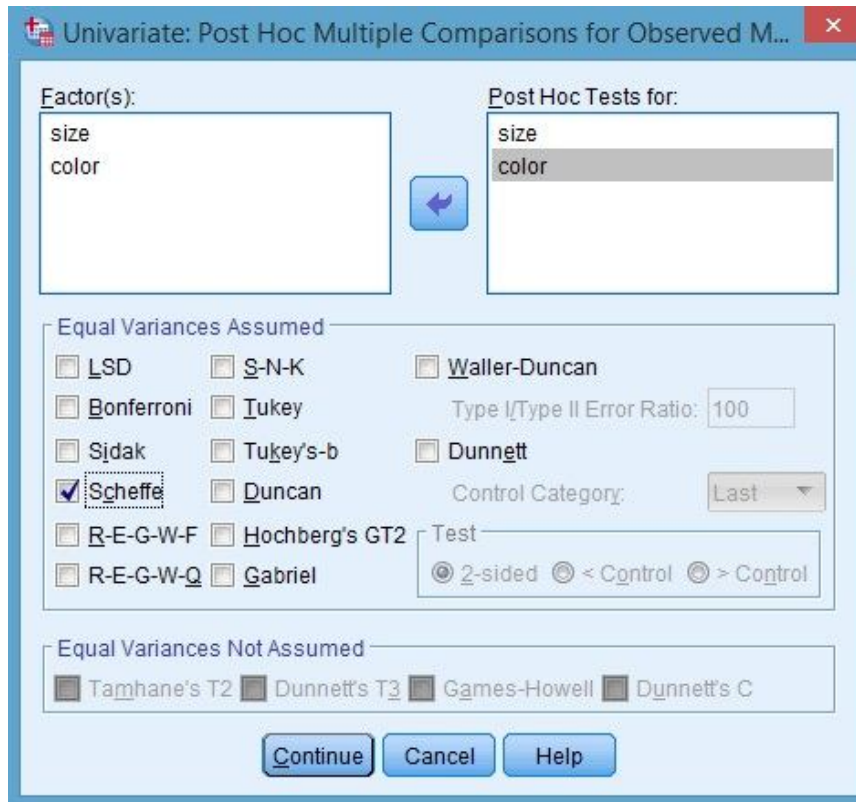 Univariate: Post Hoc Multiple Comparisons for Observed M...
Factor(s):
size
color
Post Hoc Tests for:
size
color
Equal Variances Assumed
LSD
S-N-K
Waller-Duncan
Bonferroni
Tukey
Type I/Type II Error Ratio: 100
Sidak
Tukey's-b
Dunnett
Scheffe
Duncan
Control Category: Last
R-E-G-W-F
Hochberg's GT2
Test
R-E-G-W-Q
Gabriel
2-sided
< Control
> Control
Equal Variances Not Assumed
Tamhane's T2
Dunnett's T3
Games-Howell
Dunnett's C
Continue
Cancel
Help